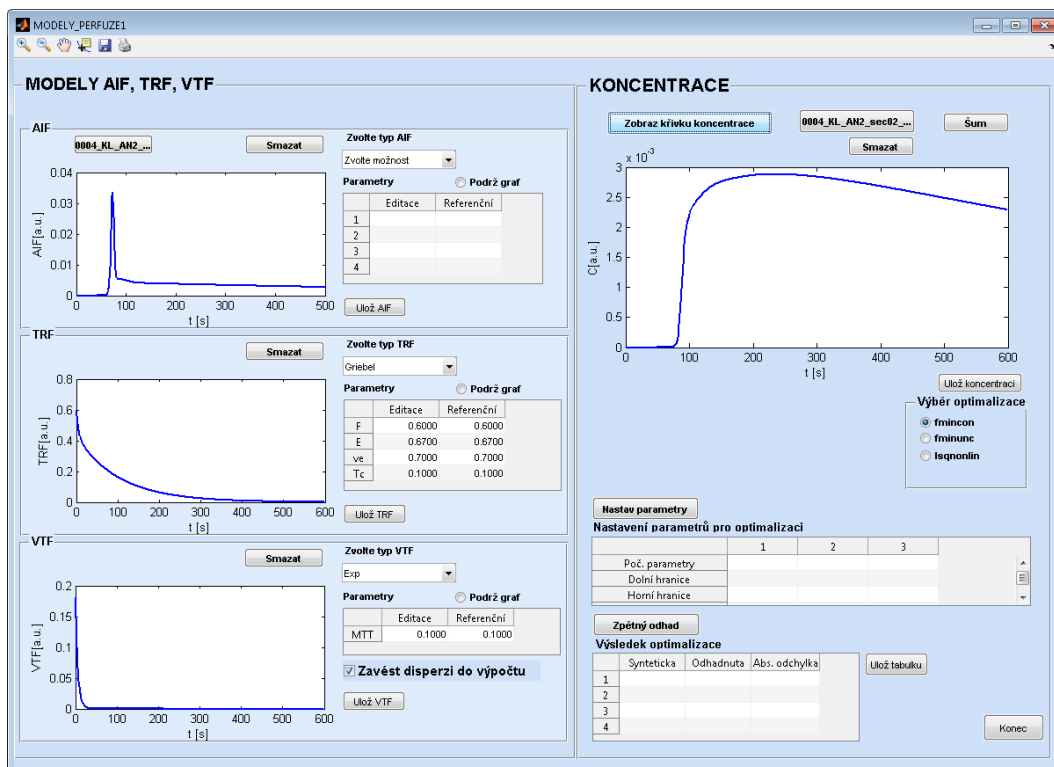 MODELY_PERFUZE1
MODELY AIF, TRF, VTF
AIF
0004_KL_AN2_...
Smazat
Zvolte typ AIF
Zvolte možnost
Parametry
Podrž graf
Editace Referenční
1
2
3
4
Ulož AIF
0.04
0.03
0.02
0.01
0
AIF[a.u.]
0 100 200 300 400 500
t [s]
TRF
Smazat
Zvolte typ TRF
Griebel
Parametry
Podrž graf
Editace Referenční
F 0.6000 0.6000
E 0.6700 0.6700
ve 0.7000 0.7000
Tc 0.1000 0.1000
Ulož TRF
0.8
0.6
0.4
0.2
0
TRF[a.u.]
0 100 200 300 400 500 600
t [s]
VTF
Smazat
Zvolte typ VTF
Exp
Parametry
Podrž graf
Editace Referenční
MTT 0.1000 0.1000
Zavést disperzi do výpočtu
Ulož VTF
0.2
0.15
0.1
0.05
0
VTF[a.u.]
0 100 200 300 400 500 600
t [s]
KONCENTRACE
Zobraz křivku koncentrace
0004_KL_AN2_sec02_...
Šum
Smazat
x 10⁻³
3
2.5
2
1.5
1
0.5
0
C[a.u.]
0 100 200 300 400 500 600
t [s]
Ulož koncentraci
Výběr optimalizace
fmincon
fminunc
lsqnonlin
Nastav parametry
Nastavení parametrů pro optimalizaci
1 2 3
Poč. parametry
Dolní hranice
Horní hranice
Zpětný odhad
Výsledek optimalizace
Synteticka Odhadnuta Abs. odchylka
1
2
3
4
Ulož tabulku
Konec